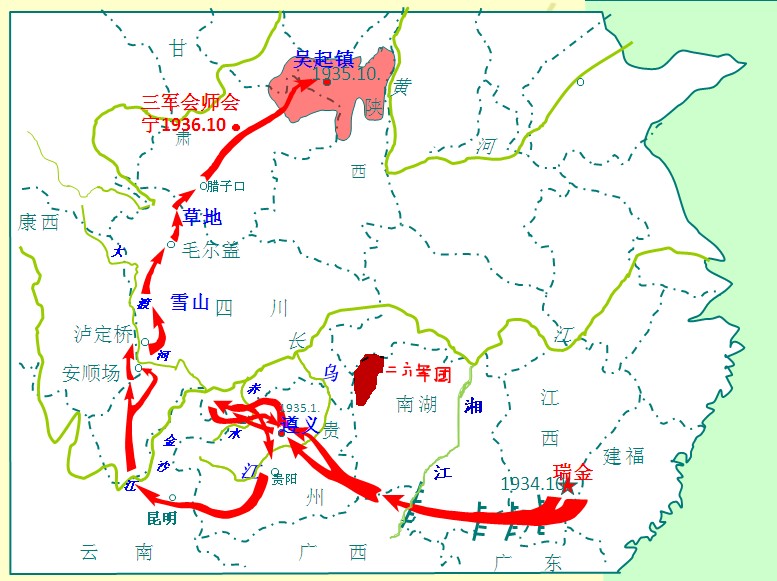 甘
肃
吴起镇
1935.10.
陕
西
黄
河
三军会师会
宁1936.10
腊子口
草地
毛尔盖
康西
大
渡
河
雪山
四 川
泸定桥
安顺场
长
江
乌
江
二六军团
南湖
湘
江
江
西
建福
赤
水
1935.1.
遵义
贵
州
贵阳
金
沙
江
昆明
云 南
广 西
广 东
1934.10
瑞金